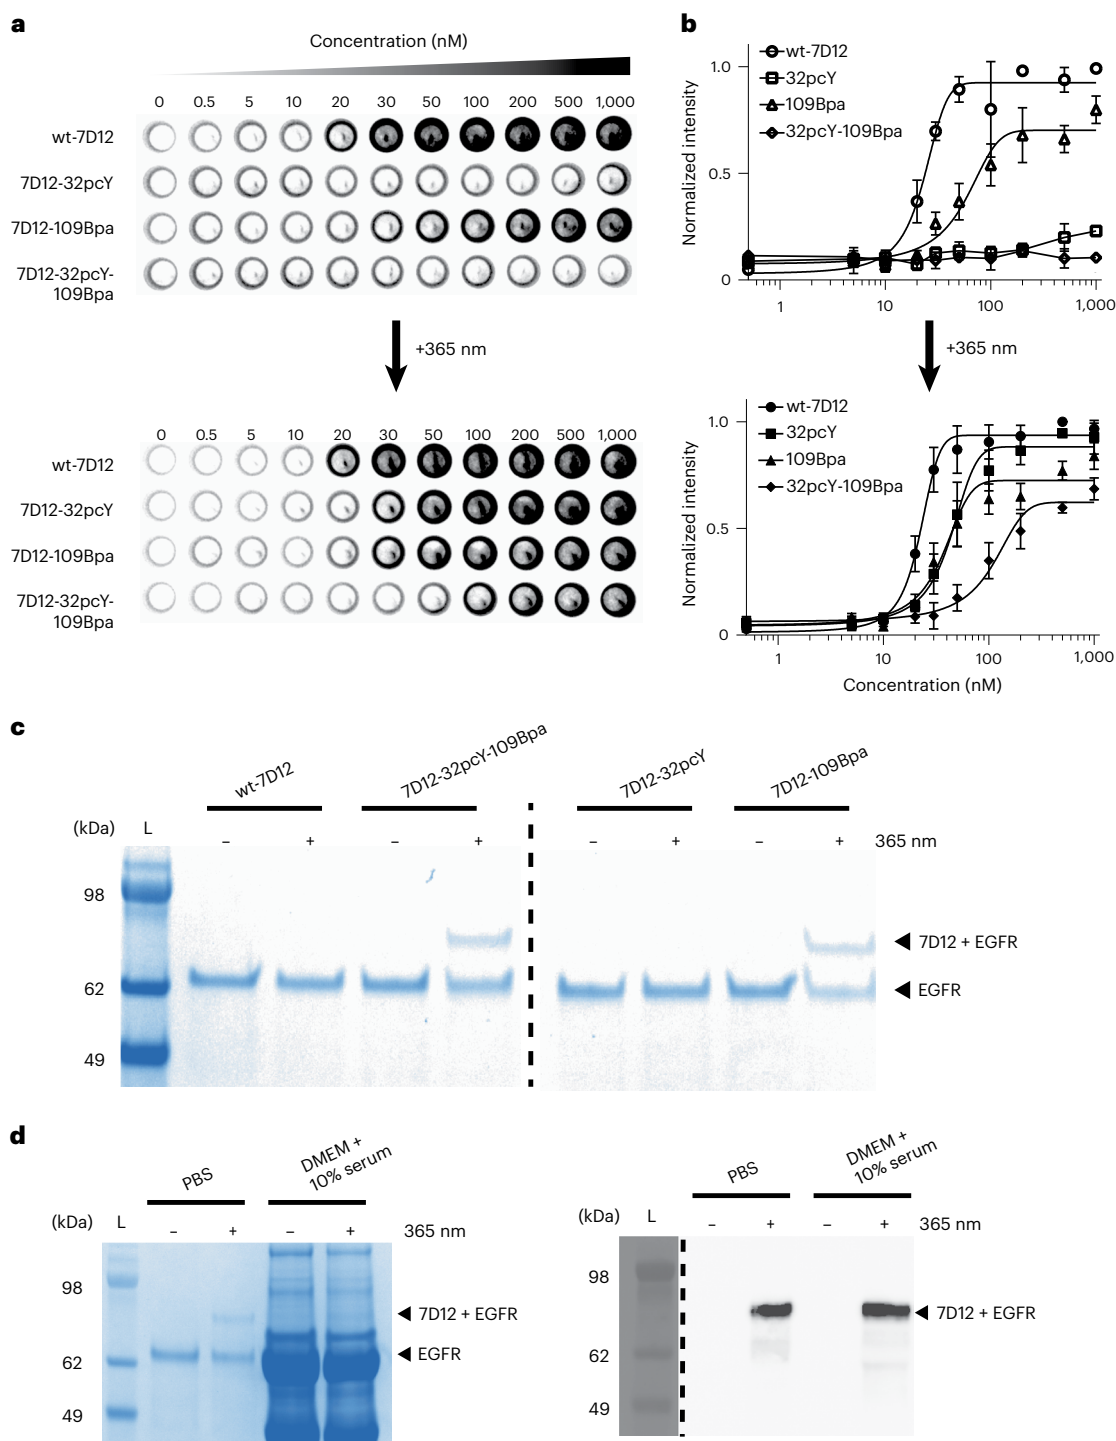 a
Concentration (nM)
0 0.5 5 10 20 30 50 100 200 500 1,000
wt-7D12
7D12-32pcY
7D12-109Bpa
7D12-32pcY-
109Bpa
+365 nm
0 0.5 5 10 20 30 50 100 200 500 1,000
wt-7D12
7D12-32pcY
7D12-109Bpa
7D12-32pcY-
109Bpa
b
Normalized intensity
1.0
0.5
0
wt-7D12
32pcY
109Bpa
32pcY-109Bpa
1 10 100 1,000
+365 nm
Normalized intensity
1.0
0.5
0
wt-7D12
32pcY
109Bpa
32pcY-109Bpa
1 10 100 1,000
Concentration (nM)
c
wt-7D12 7D12-32pcY-109Bpa 7D12-32pcY 7D12-109Bpa
(kDa) L – + – + – + – + 365 nm
98
62
49
7D12 + EGFR
EGFR
d
PBS
DMEM +
10% serum
(kDa) L – + – + 365 nm
98
62
49
7D12 + EGFR
EGFR
PBS
DMEM +
10% serum
(kDa) L – + – + 365 nm
98
62
49
7D12 + EGFR